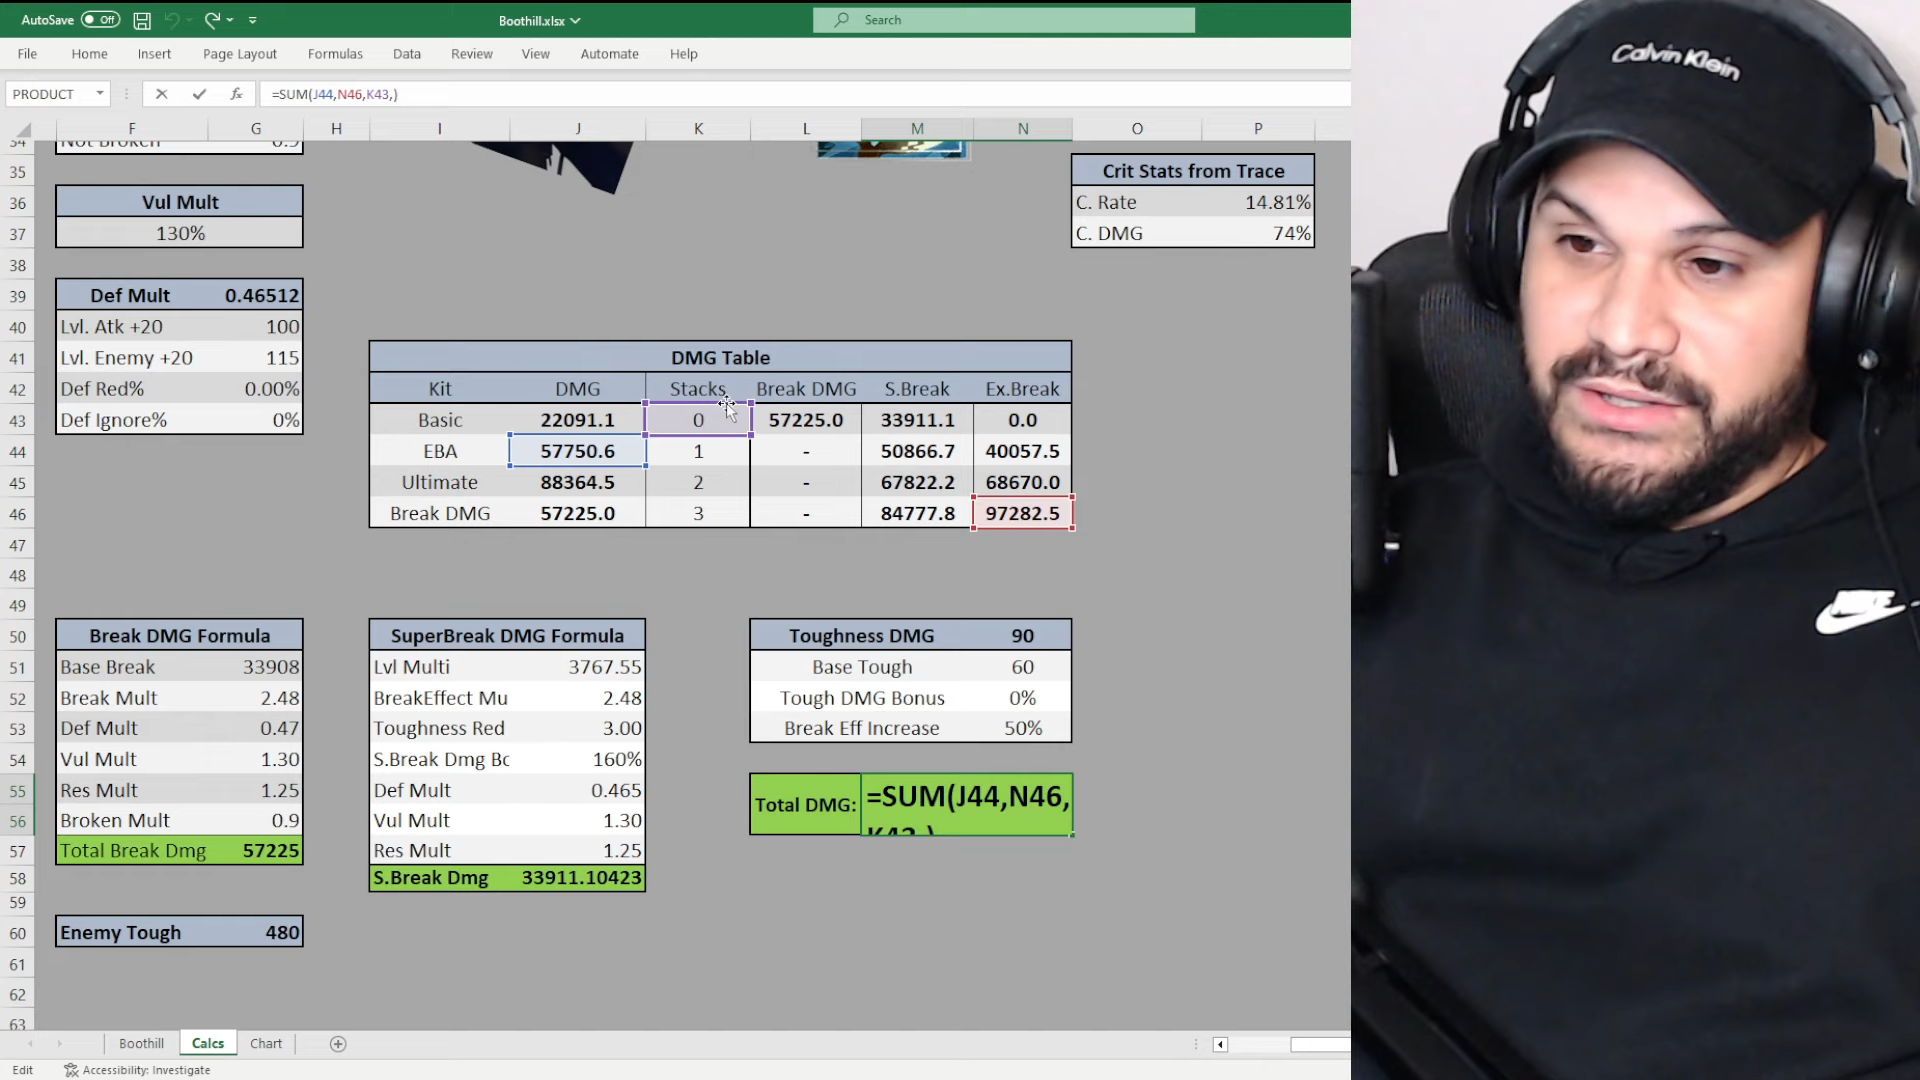 AutoSave Off
Boothill.xlsx
Search
File Home Insert Page Layout Formulas Data Review View Automate Help
PRODUCT fx =SUM(J44,N46,K43,)
F G H I J K L M N O P
34 Not Broken 0.9
35 Crit Stats from Trace
36 Vul Mult C. Rate 14.81%
37 130% C. DMG 74%
38
39 Def Mult 0.46512
40 Lvl. Atk +20 100
41 Lvl. Enemy +20 115 DMG Table
42 Def Red% 0.00% Kit DMG Stacks Break DMG S.Break Ex.Break
43 Def Ignore% 0% Basic 22091.1 0 57225.0 33911.1 0.0
44 EBA 57750.6 1 - 50866.7 40057.5
45 Ultimate 88364.5 2 - 67822.2 68670.0
46 Break DMG 57225.0 3 - 84777.8 97282.5
47
48
49
50 Break DMG Formula SuperBreak DMG Formula Toughness DMG 90
51 Base Break 33908 Lvl Multi 3767.55 Base Tough 60
52 Break Mult 2.48 BreakEffect Mu 2.48 Tough DMG Bonus 0%
53 Def Mult 0.47 Toughness Red 3.00 Break Eff Increase 50%
54 Vul Mult 1.30 S.Break Dmg Bc 160%
55 Res Mult 1.25 Def Mult 0.465 Total DMG: =SUM(J44,N46,
56 Broken Mult 0.9 Vul Mult 1.30 K43,)
57 Total Break Dmg 57225 Res Mult 1.25
58 S.Break Dmg 33911.10423
59
60 Enemy Tough 480
61
62
63
Boothill Calcs Chart
Edit Accessibility: Investigate
Calvin Klein
NIKE